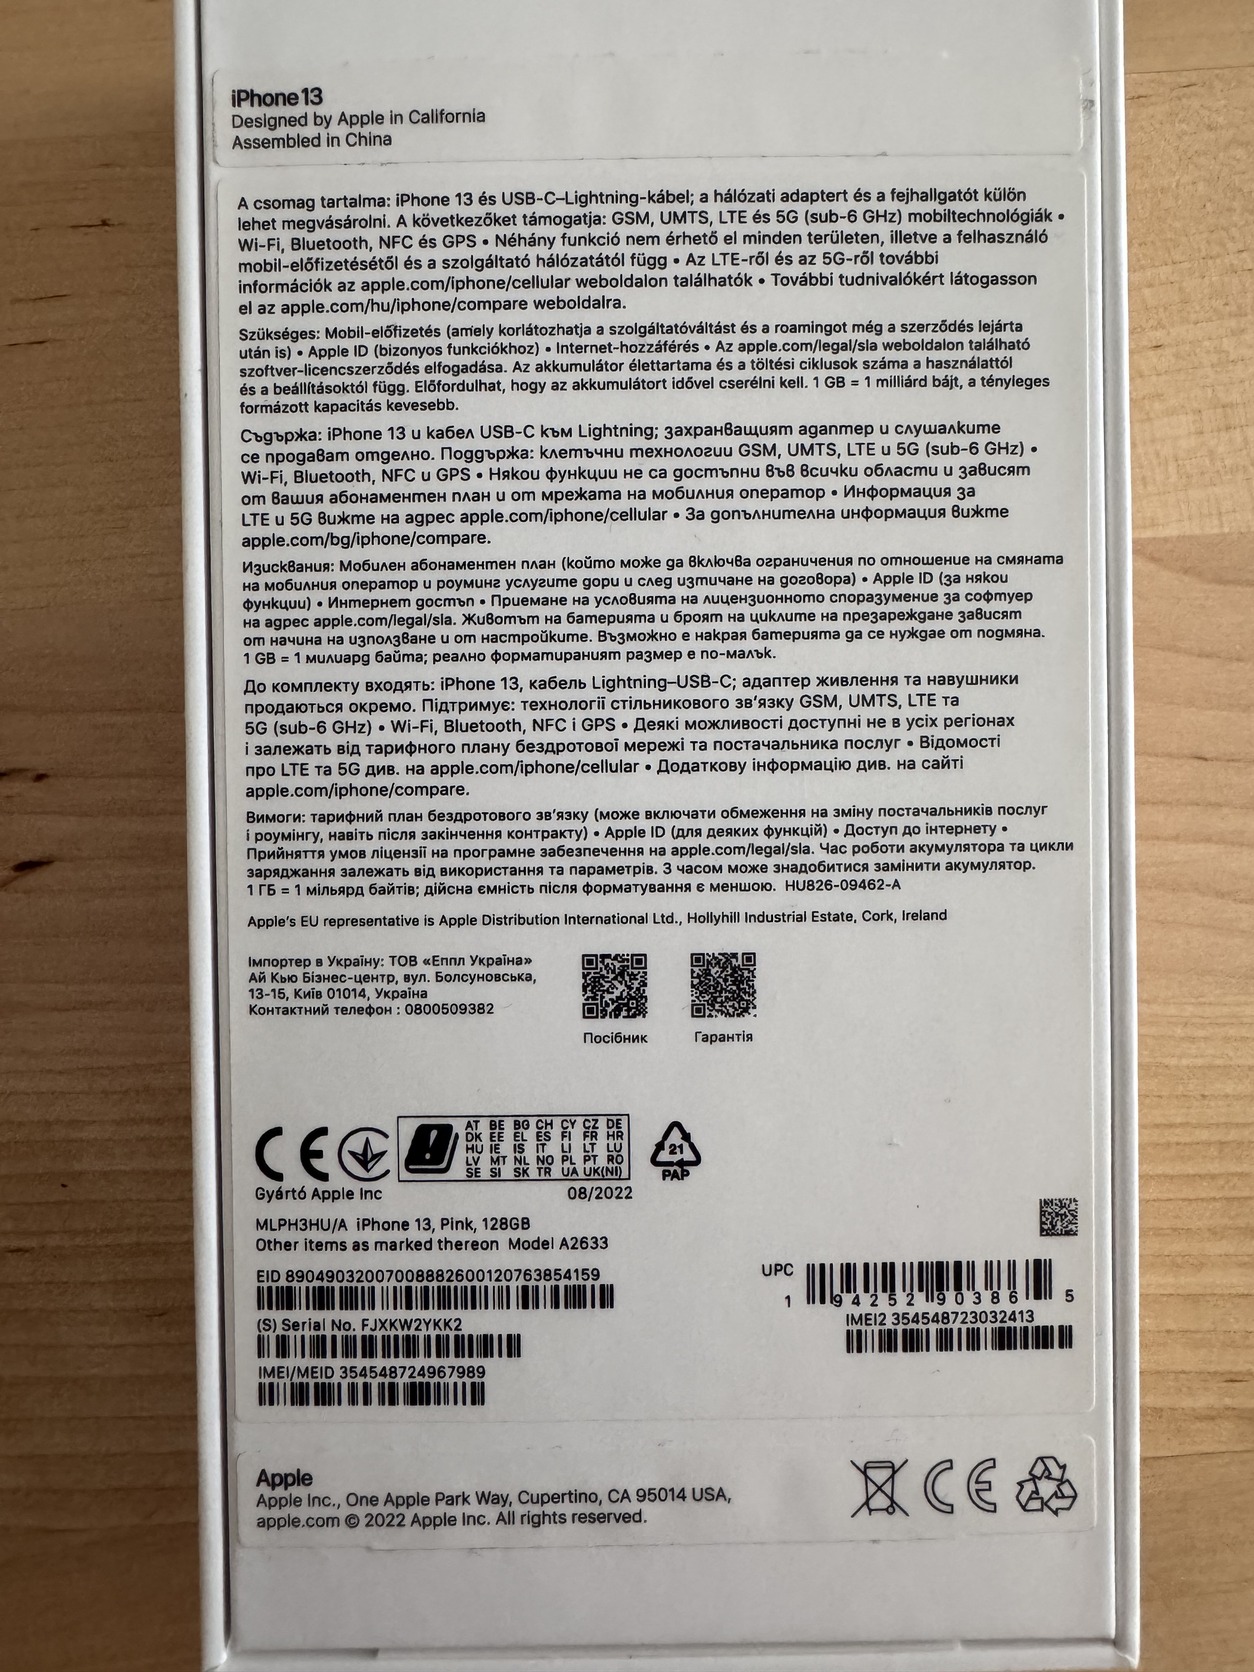 iPhone 13
Designed by Apple in California
Assembled in China
A csomag tartalma: iPhone 13 és USB-C–Lightning-kábel; a hálózati adaptert és a fejhallgatót külön
lehet megvásárolni. A következőket támogatja: GSM, UMTS, LTE és 5G (sub-6 GHz) mobiltechnológiák •
Wi-Fi, Bluetooth, NFC és GPS • Néhány funkció nem érhető el minden területen, illetve a felhasználó
mobil-előfizetésétől és a szolgáltató hálózatától függ • Az LTE-ről és az 5G-ről további
információk az apple.com/iphone/cellular weboldalon találhatók • További tudnivalókért látogasson
el az apple.com/hu/iphone/compare weboldalra.
Szükséges: Mobil-előfizetés (amely korlátozhatja a szolgáltatóváltást és a roamingot még a szerződés lejárta
után is) • Apple ID (bizonyos funkciókhoz) • Internet-hozzáférés • Az apple.com/legal/sla weboldalon található
szoftver-licencszerződés elfogadása. Az akkumulátor élettartama és a töltési ciklusok száma a használattól
és a beállításoktól függ. Előfordulhat, hogy az akkumulátort idővel cserélni kell. 1 GB = 1 milliárd bájt, a tényleges
formázott kapacitás kevesebb.
Съдържа: iPhone 13 и кабел USB-C към Lightning; захранващият адаптер и слушалките
се продават отделно. Поддържа: клетъчни технологии GSM, UMTS, LTE и 5G (sub-6 GHz) •
Wi-Fi, Bluetooth, NFC и GPS • Някои функции не са достъпни във всички области и зависят
от вашия абонаментен план и от мрежата на мобилния оператор • Информация за
LTE и 5G вижте на адрес apple.com/iphone/cellular • За допълнителна информация вижте
apple.com/bg/iphone/compare.
Изисквания: Мобилен абонаментен план (който може да включва ограничения по отношение на смяната
на мобилния оператор и роуминг услугите дори и след изтичане на договора) • Apple ID (за някои
функции) • Интернет достъп • Приемане на условията на лицензионното споразумение за софтуер
на адрес apple.com/legal/sla. Животът на батерията и броят на циклите на презареждане зависят
от начина на използване и от настройките. Възможно е накрая батерията да се нуждае от подмяна.
1 GB = 1 милиард байта; реално форматираният размер е по-малък.
До комплекту входять: iPhone 13, кабель Lightning–USB-C; адаптер живлення та навушники
продаються окремо. Підтримує: технології стільникового зв’язку GSM, UMTS, LTE та
5G (sub-6 GHz) • Wi-Fi, Bluetooth, NFC і GPS • Деякі можливості доступні не в усіх регіонах
і залежать від тарифного плану бездротової мережі та постачальника послуг • Відомості
про LTE та 5G див. на apple.com/iphone/cellular • Додаткову інформацію див. на сайті
apple.com/iphone/compare.
Вимоги: тарифний план бездротового зв’язку (може включати обмеження на зміну постачальників послуг
і роумінгу, навіть після закінчення контракту) • Apple ID (для деяких функцій) • Доступ до інтернету •
Прийняття умов ліцензії на програмне забезпечення на apple.com/legal/sla. Час роботи акумулятора та цикли
заряджання залежать від використання та параметрів. З часом може знадобитися замінити акумулятор.
1 ГБ = 1 мільярд байтів; дійсна ємність після форматування є меншою. HU826-09462-A
Apple’s EU representative is Apple Distribution International Ltd., Hollyhill Industrial Estate, Cork, Ireland
Імпортер в Україну: ТОВ «Еппл Україна»
Ай Кью Бізнес-центр, вул. Болсуновська,
13-15, Київ 01014, Україна
Контактний телефон : 0800509382
Посібник Гарантія
CE
AT BE BG CH CY CZ DE
DK EE EL ES FI FR HR
HU IE IS IT LI LT LU
LV MT NL NO PL PT RO
SE SI SK TR UA UK(NI)
21
PAP
Gyártó Apple Inc 08/2022
MLPH3HU/A iPhone 13, Pink, 128GB
Other items as marked thereon Model A2633
EID 89049032007008882600120763854159
(S) Serial No. FJXKW2YKK2
IMEI/MEID 354548724967989
UPC
1 94252 90386 5
IMEI2 354548723032413
Apple
Apple Inc., One Apple Park Way, Cupertino, CA 95014 USA,
apple.com © 2022 Apple Inc. All rights reserved.
CE